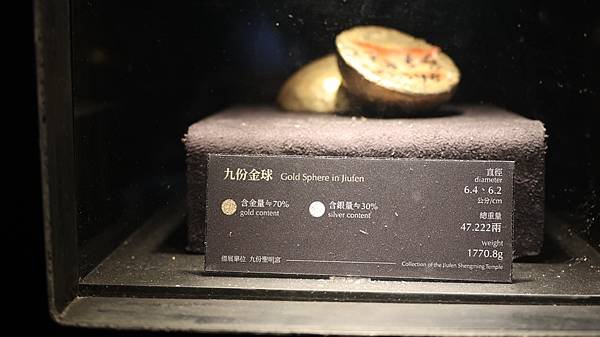 九份金球 Gold Sphere in Jiufen
直徑
diameter
6.4、6.2
公分/cm
含金量≒70%
gold content
含銀量≒30%
silver content
總重量
47.222兩
weight
1770.8g
借展單位 九份聖明宮
Collection of the Jiufen Shengming Temple